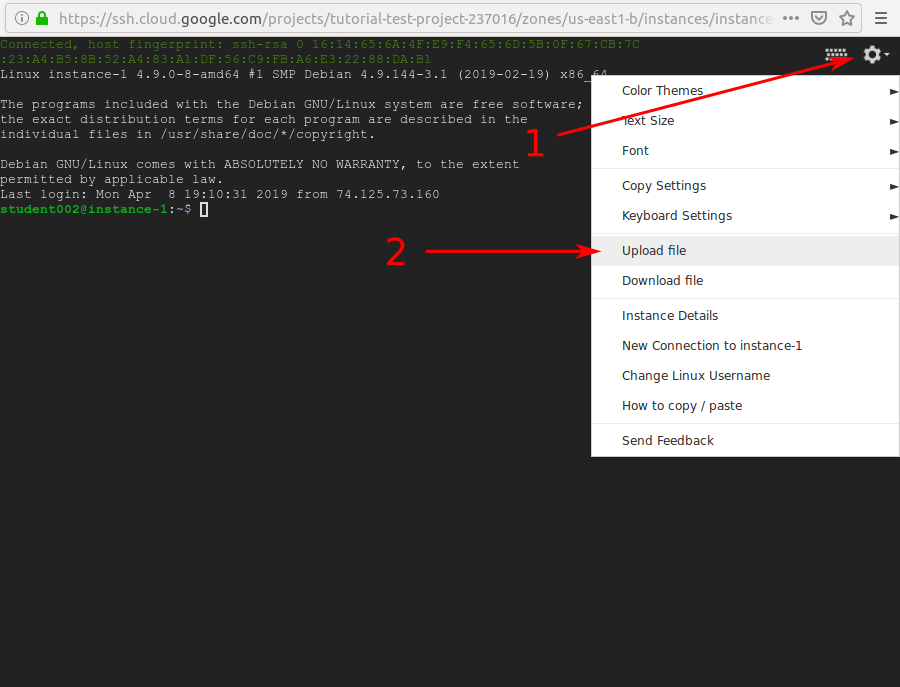 https://ssh.cloud.google.com/projects/tutorial-test-project-237016/zones/us-east1-b/instances/instance
Connected, host fingerprint: ssh-rsa 0 16:14:65:6A:4F:E9:F4:65:6D:5B:0F:67:CB:7C
:23:A4:B5:8B:52:A4:83:A1:DF:56:C9:FB:A6:E3:22:88:DA:B1
Linux instance-1 4.9.0-8-amd64 #1 SMP Debian 4.9.144-3.1 (2019-02-19) x86_64
The programs included with the Debian GNU/Linux system are free software;
the exact distribution terms for each program are described in the
individual files in /usr/share/doc/*/copyright.
Debian GNU/Linux comes with ABSOLUTELY NO WARRANTY, to the extent
permitted by applicable law.
Last login: Mon Apr  8 19:10:31 2019 from 74.125.73.160
student002@instance-1:~$
1
2
Color Themes
Text Size
Font
Copy Settings
Keyboard Settings
Upload file
Download file
Instance Details
New Connection to instance-1
Change Linux Username
How to copy / paste
Send Feedback